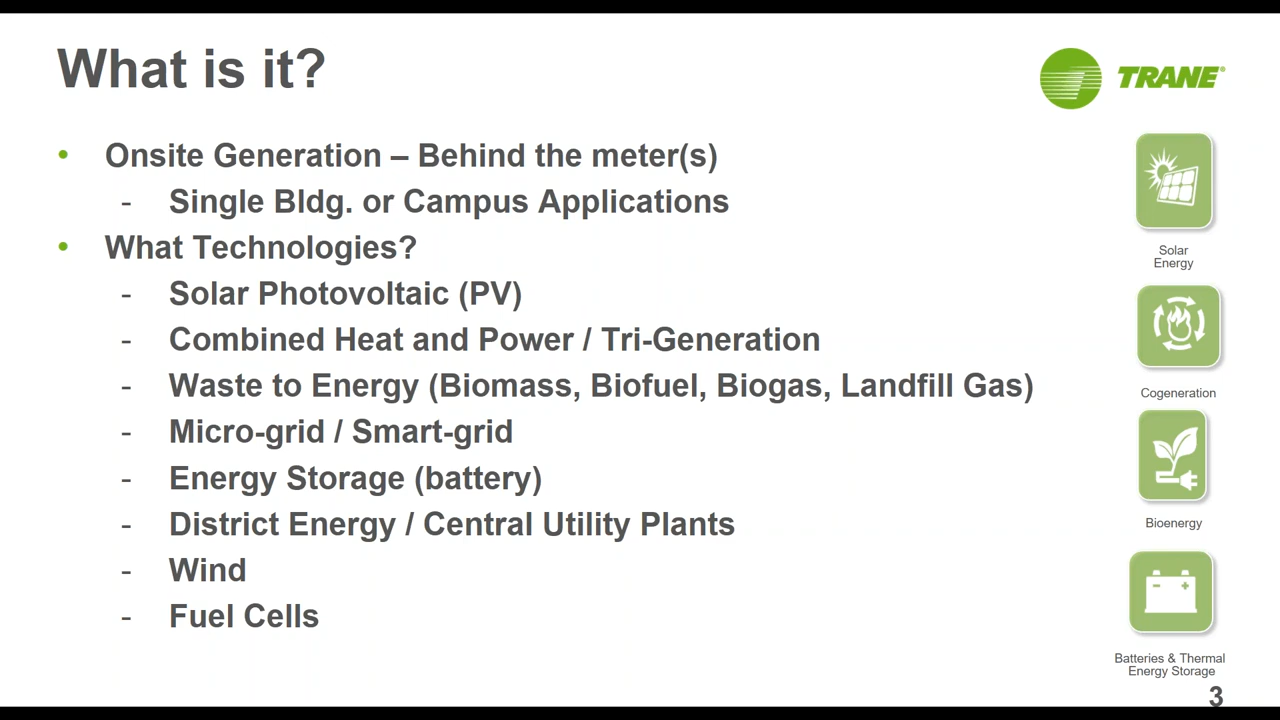 What is it?
TRANE®
• Onsite Generation – Behind the meter(s)
- Single Bldg. or Campus Applications
• What Technologies?
- Solar Photovoltaic (PV)
- Combined Heat and Power / Tri-Generation
- Waste to Energy (Biomass, Biofuel, Biogas, Landfill Gas)
- Micro-grid / Smart-grid
- Energy Storage (battery)
- District Energy / Central Utility Plants
- Wind
- Fuel Cells
Solar
Energy
Cogeneration
Bioenergy
Batteries & Thermal
Energy Storage
3